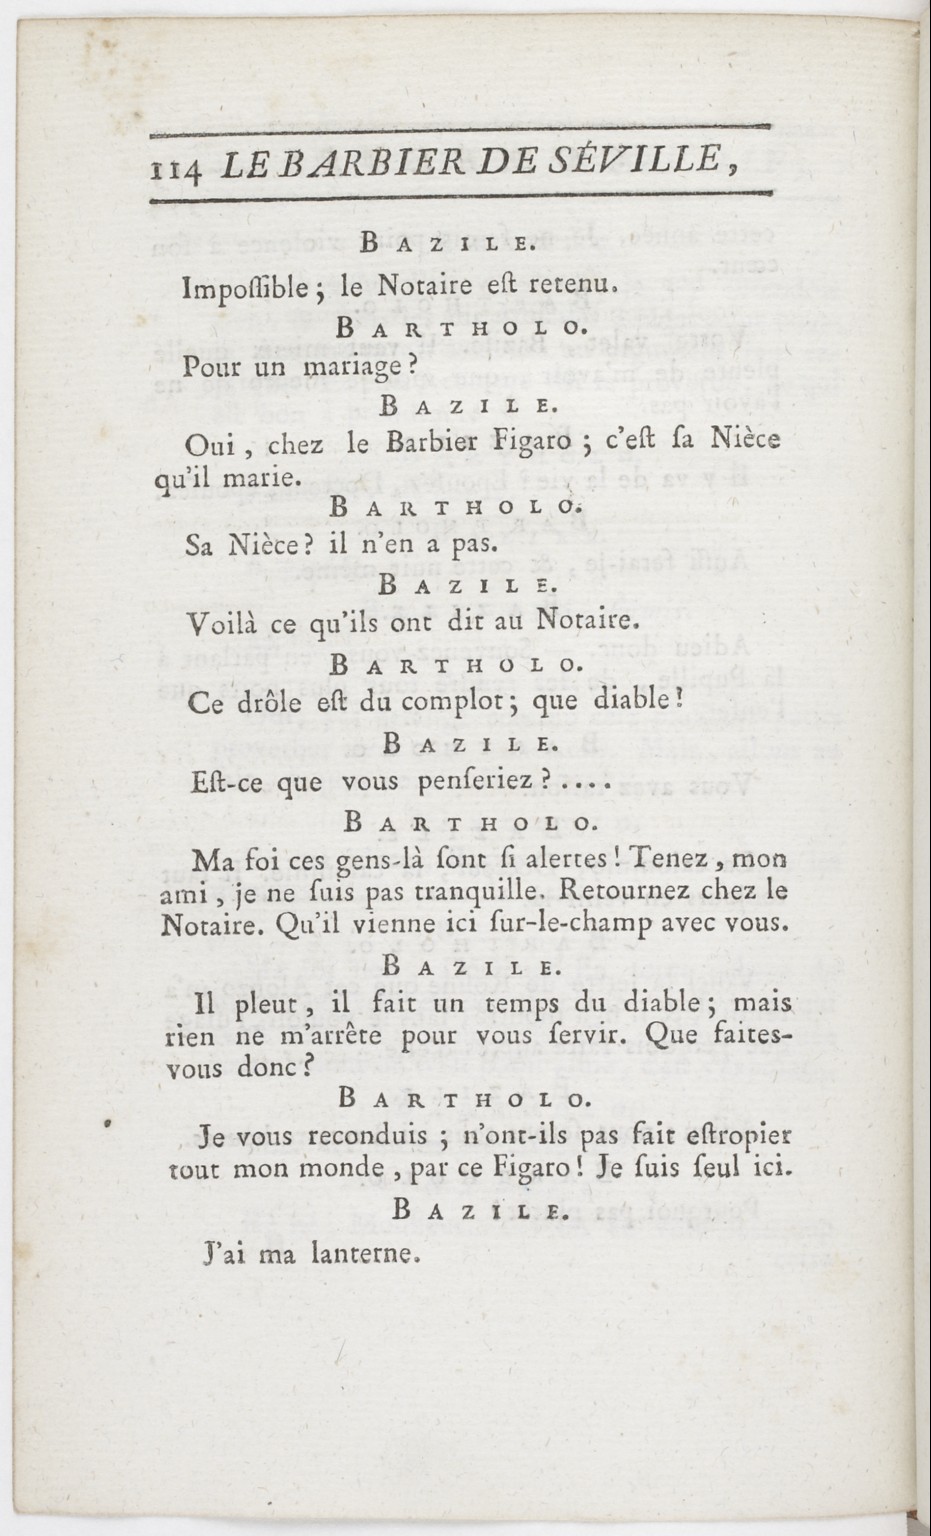 114 LE BARBIER DE SÉVILLE,
BAZILE.
Impoſſible ; le Notaire eſt retenu.
BARTHOLO.
Pour un mariage ?
BAZILE.
Oui , chez le Barbier Figaro ; c'eſt ſa Nièce
qu'il marie.
BARTHOLO.
Sa Nièce ? il n'en a pas.
BAZILE.
Voilà ce qu'ils ont dit au Notaire.
BARTHOLO.
Ce drôle eſt du complot ; que diable !
BAZILE.
Eſt-ce que vous penſeriez ? ....
BARTHOLO.
Ma foi ces gens-là ſont ſi alertes ! Tenez , mon
ami , je ne ſuis pas tranquille. Retournez chez le
Notaire. Qu'il vienne ici ſur-le-champ avec vous.
BAZILE.
Il pleut , il fait un temps du diable ; mais
rien ne m'arrête pour vous ſervir. Que faites-
vous donc ?
BARTHOLO.
Je vous reconduis ; n'ont-ils pas fait eſtropier
tout mon monde , par ce Figaro ! Je ſuis ſeul ici.
BAZILE.
J'ai ma lanterne.